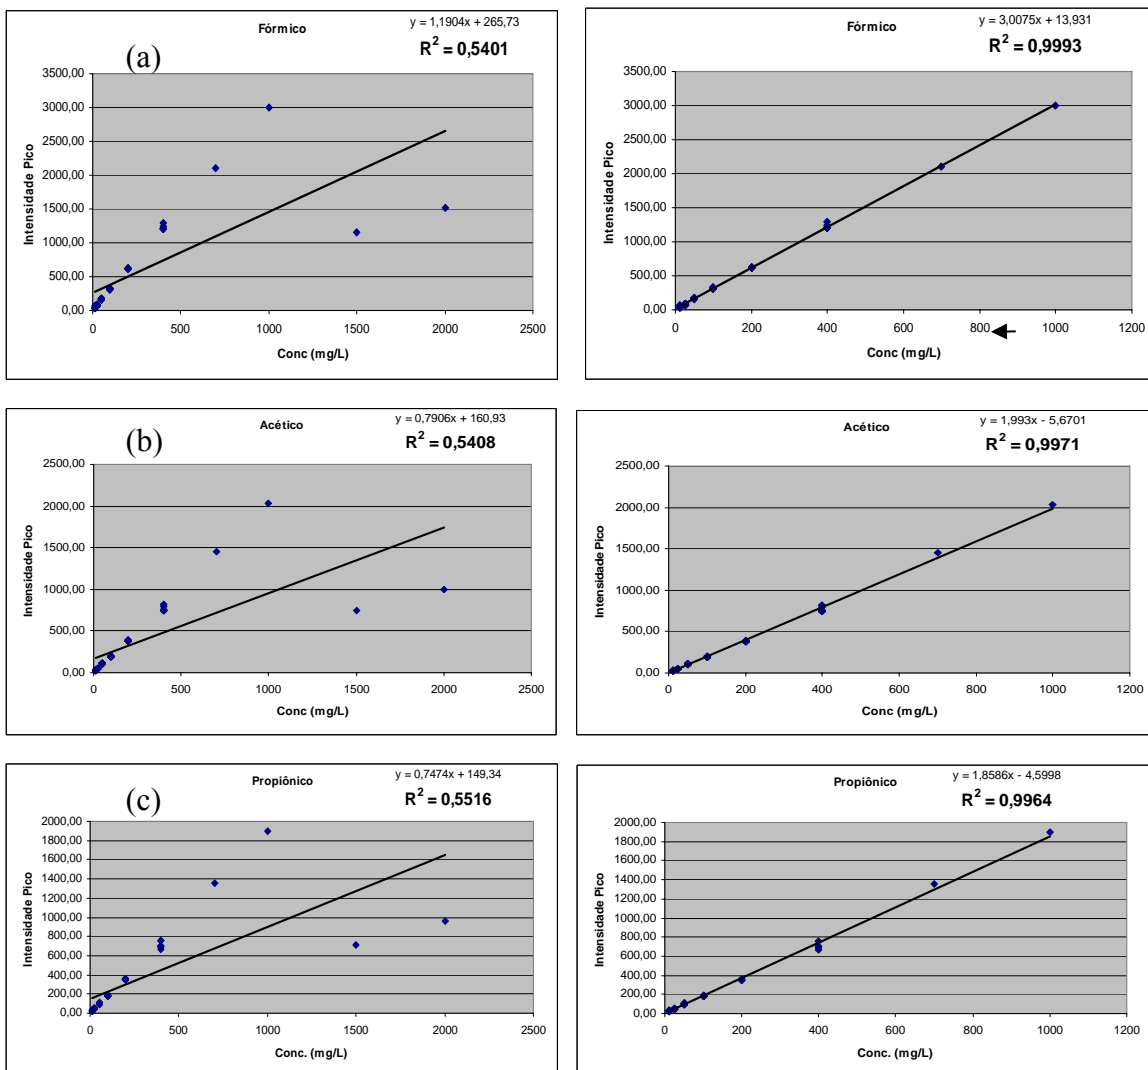 Fórmico
y = 1,1904x + 265,73
R² = 0,5401
(a)
3500,00
3000,00
2500,00
2000,00
1500,00
1000,00
500,00
0,00
Intensidade Pico
0 500 1000 1500 2000 2500
Conc (mg/L)
Fórmico
y = 3,0075x + 13,931
R² = 0,9993
3500,00
3000,00
2500,00
2000,00
1500,00
1000,00
500,00
0,00
Intensidade Pico
0 200 400 600 800 1000 1200
Conc (mg/L)
Acético
y = 0,7906x + 160,93
R² = 0,5408
(b)
2500,00
2000,00
1500,00
1000,00
500,00
0,00
Intensidade Pico
0 500 1000 1500 2000 2500
Conc (mg/L)
Acético
y = 1,993x - 5,6701
R² = 0,9971
2500,00
2000,00
1500,00
1000,00
500,00
0,00
Intensidade Pico
0 200 400 600 800 1000 1200
Conc (mg/L)
Propiônico
y = 0,7474x + 149,34
R² = 0,5516
(c)
2000,00
1800,00
1600,00
1400,00
1200,00
1000,00
800,00
600,00
400,00
200,00
0,00
Intensidade Pico
0 500 1000 1500 2000 2500
Conc. (mg/L)
Propiônico
y = 1,8586x - 4,5998
R² = 0,9964
2000,00
1800,00
1600,00
1400,00
1200,00
1000,00
800,00
600,00
400,00
200,00
0,00
Intensidade Pico
0 200 400 600 800 1000 1200
Conc. (mg/L)